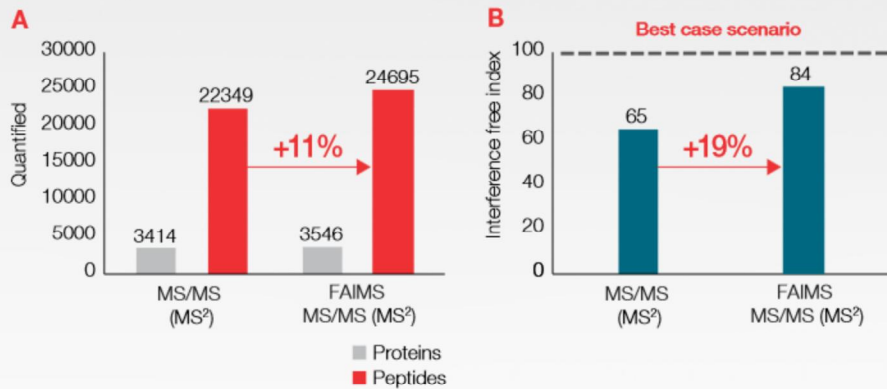 A
30000
25000
20000
15000
10000
5000
0
Quantified
22349
24695
+11%
3414
3546
MS/MS
(MS²)
FAIMS
MS/MS (MS²)
Proteins
Peptides
B
Best case scenario
100
80
60
40
20
0
Interference free index
65
84
+19%
MS/MS
(MS²)
FAIMS
MS/MS (MS²)